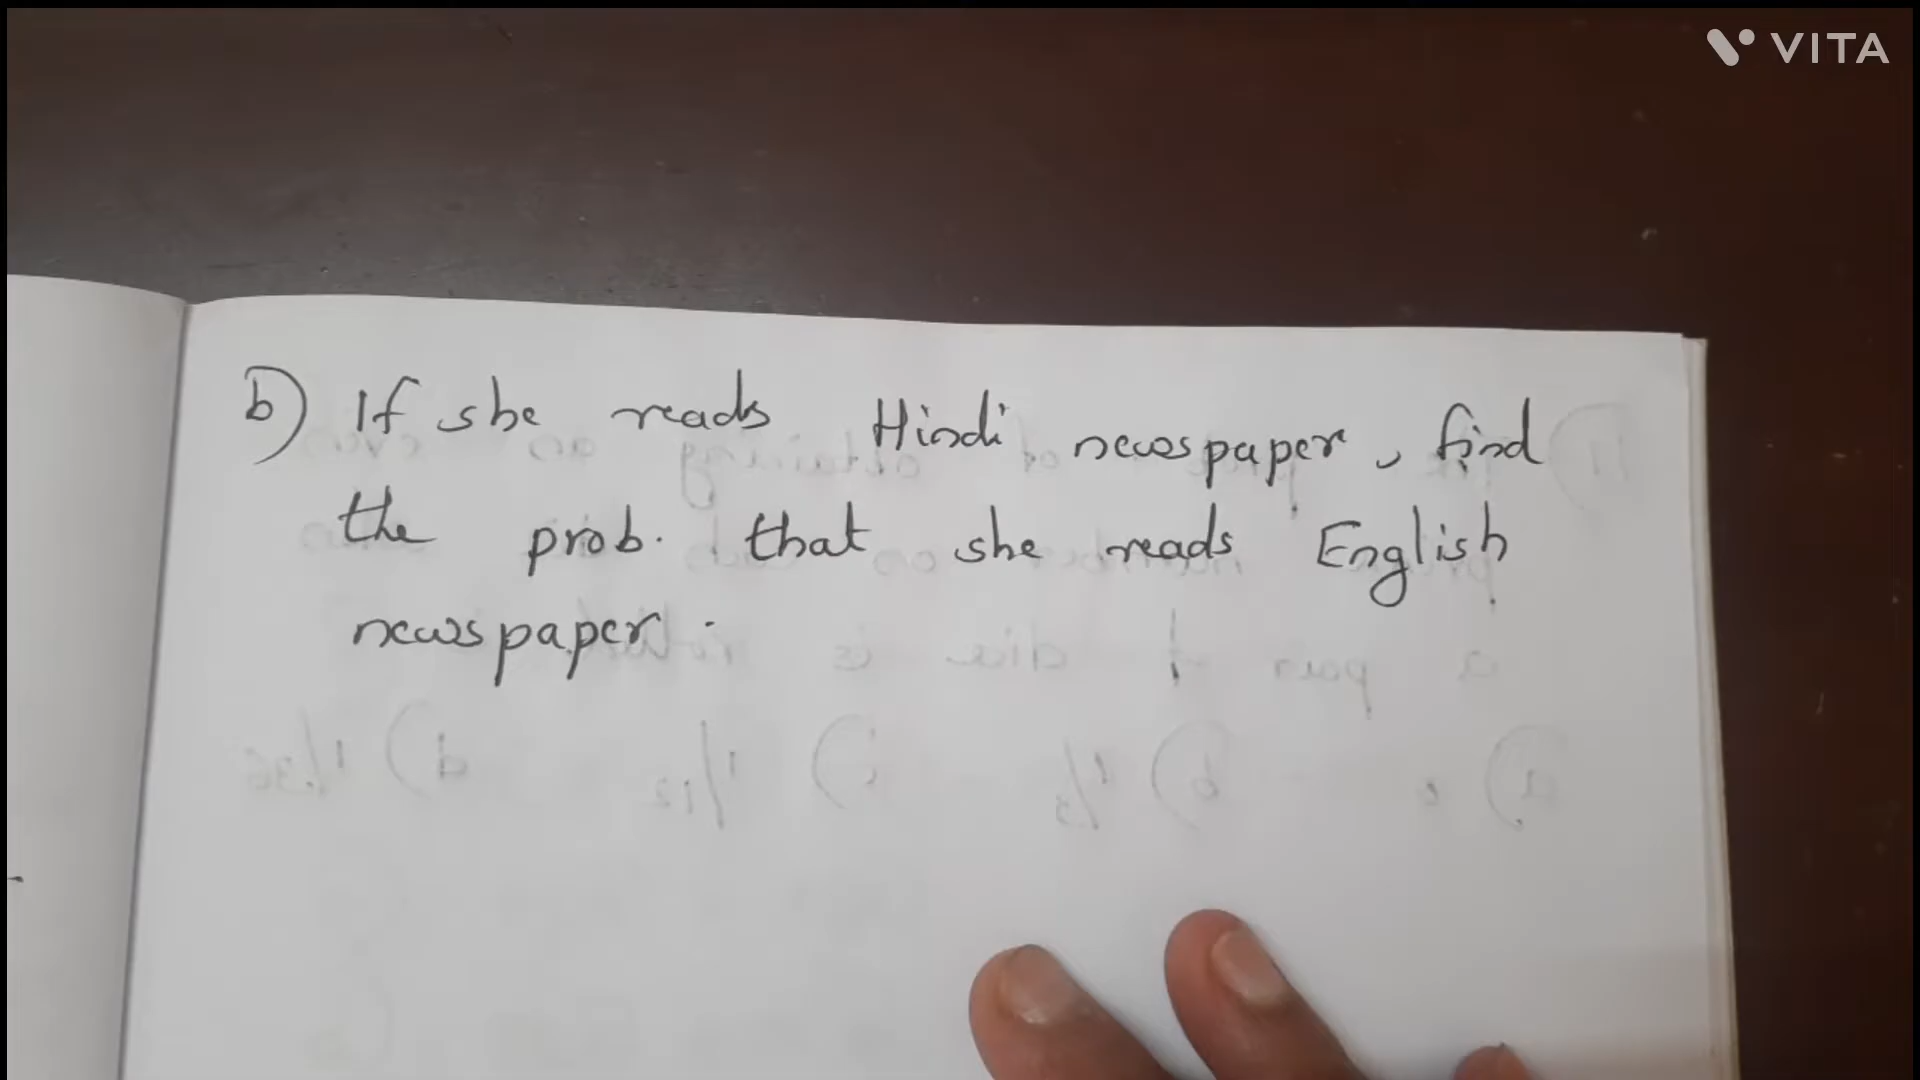 VITA
b) If she reads Hindi newspaper, find
the prob. that she reads English
newspaper.